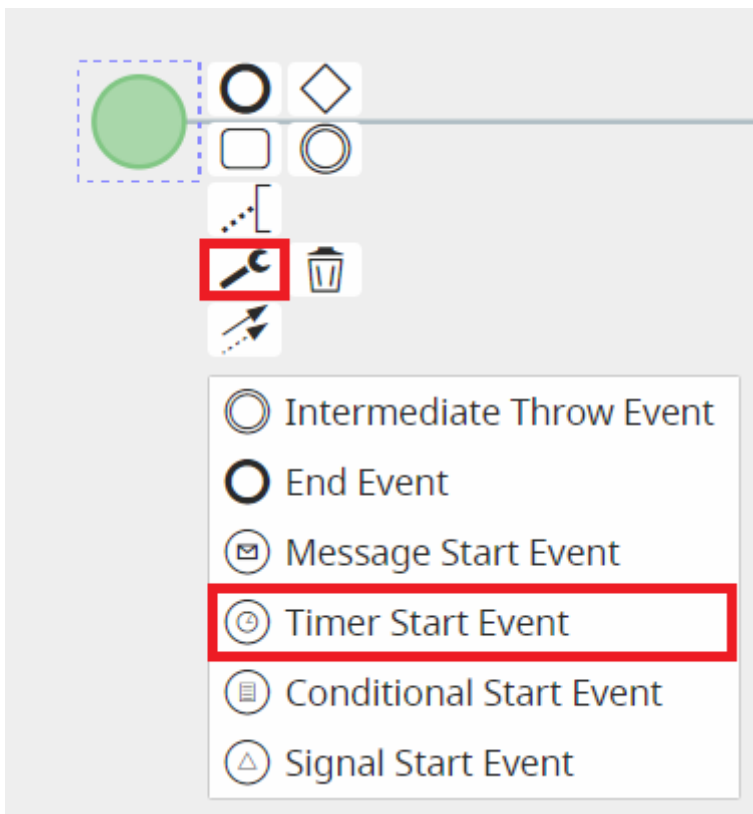 Intermediate Throw Event
End Event
Message Start Event
Timer Start Event
Conditional Start Event
Signal Start Event